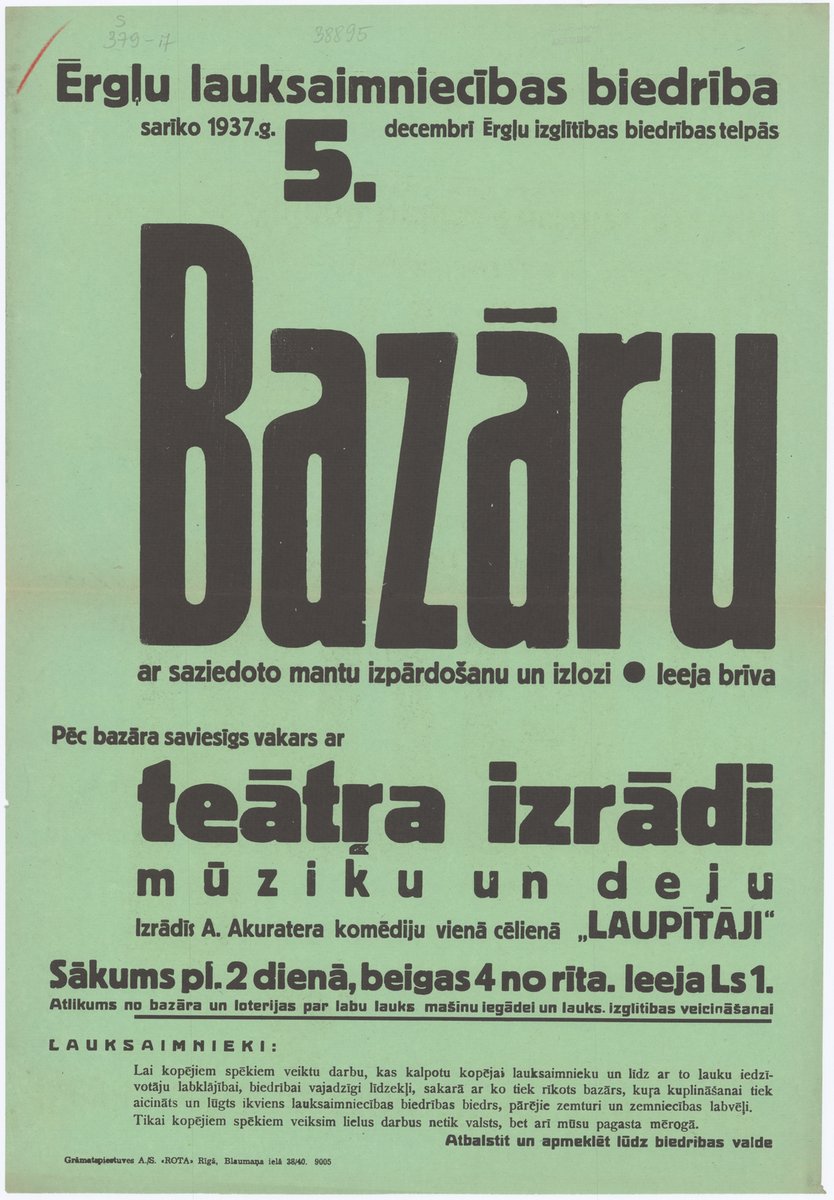 S
379-17
38895
Ērgļu lauksaimniecības biedrība
sarīko 1937.g. 5. decembrī Ērgļu izglītības biedrības telpās
Bazāru
ar saziedoto mantu izpārdošanu un izlozi ● Ieeja brīva
Pēc bazāra saviesīgs vakars ar
teātŗa izrādi
mūziku un deju
Izrādīs A. Akuratera komēdiju vienā cēlienā „LAUPĪTĀJI“
Sākums pl. 2 dienā, beigas 4 no rīta. Ieeja Ls 1.
Atlikums no bazāra un loterijas par labu lauks mašinu iegādei un lauks. izglītības veicināšanai
LAUKSAIMNIEKI:
Lai kopējiem spēkiem veiktu darbu, kas kalpotu kopējai lauksaimnieku un līdz ar to ļauku iedzī-
votāju labklājībai, biedrībai vajadzīgi līdzekļi, sakarā ar ko tiek rīkots bazārs, kuŗa kuplināšanai tiek
aicināts un lūgts ikviens lauksaimniecības biedrības biedrs, pārējie zemturi un zemniecības labvēļi.
Tikai kopējiem spēkiem veiksim lielus darbus netik valsts, bet arī mūsu pagasta mērogā.
Atbalstīt un apmeklēt lūdz biedrības valde
Grāmatspiestuves A./S. «ROTA» Rīgā, Blaumaņa ielā 38/40. 9005